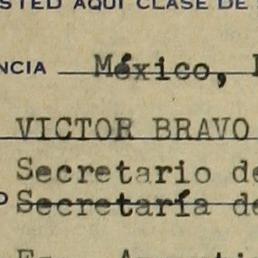 STED AQUI CLASE DE
NCIA México,
VICTOR BRAVO
Secretario de
Secretaría de